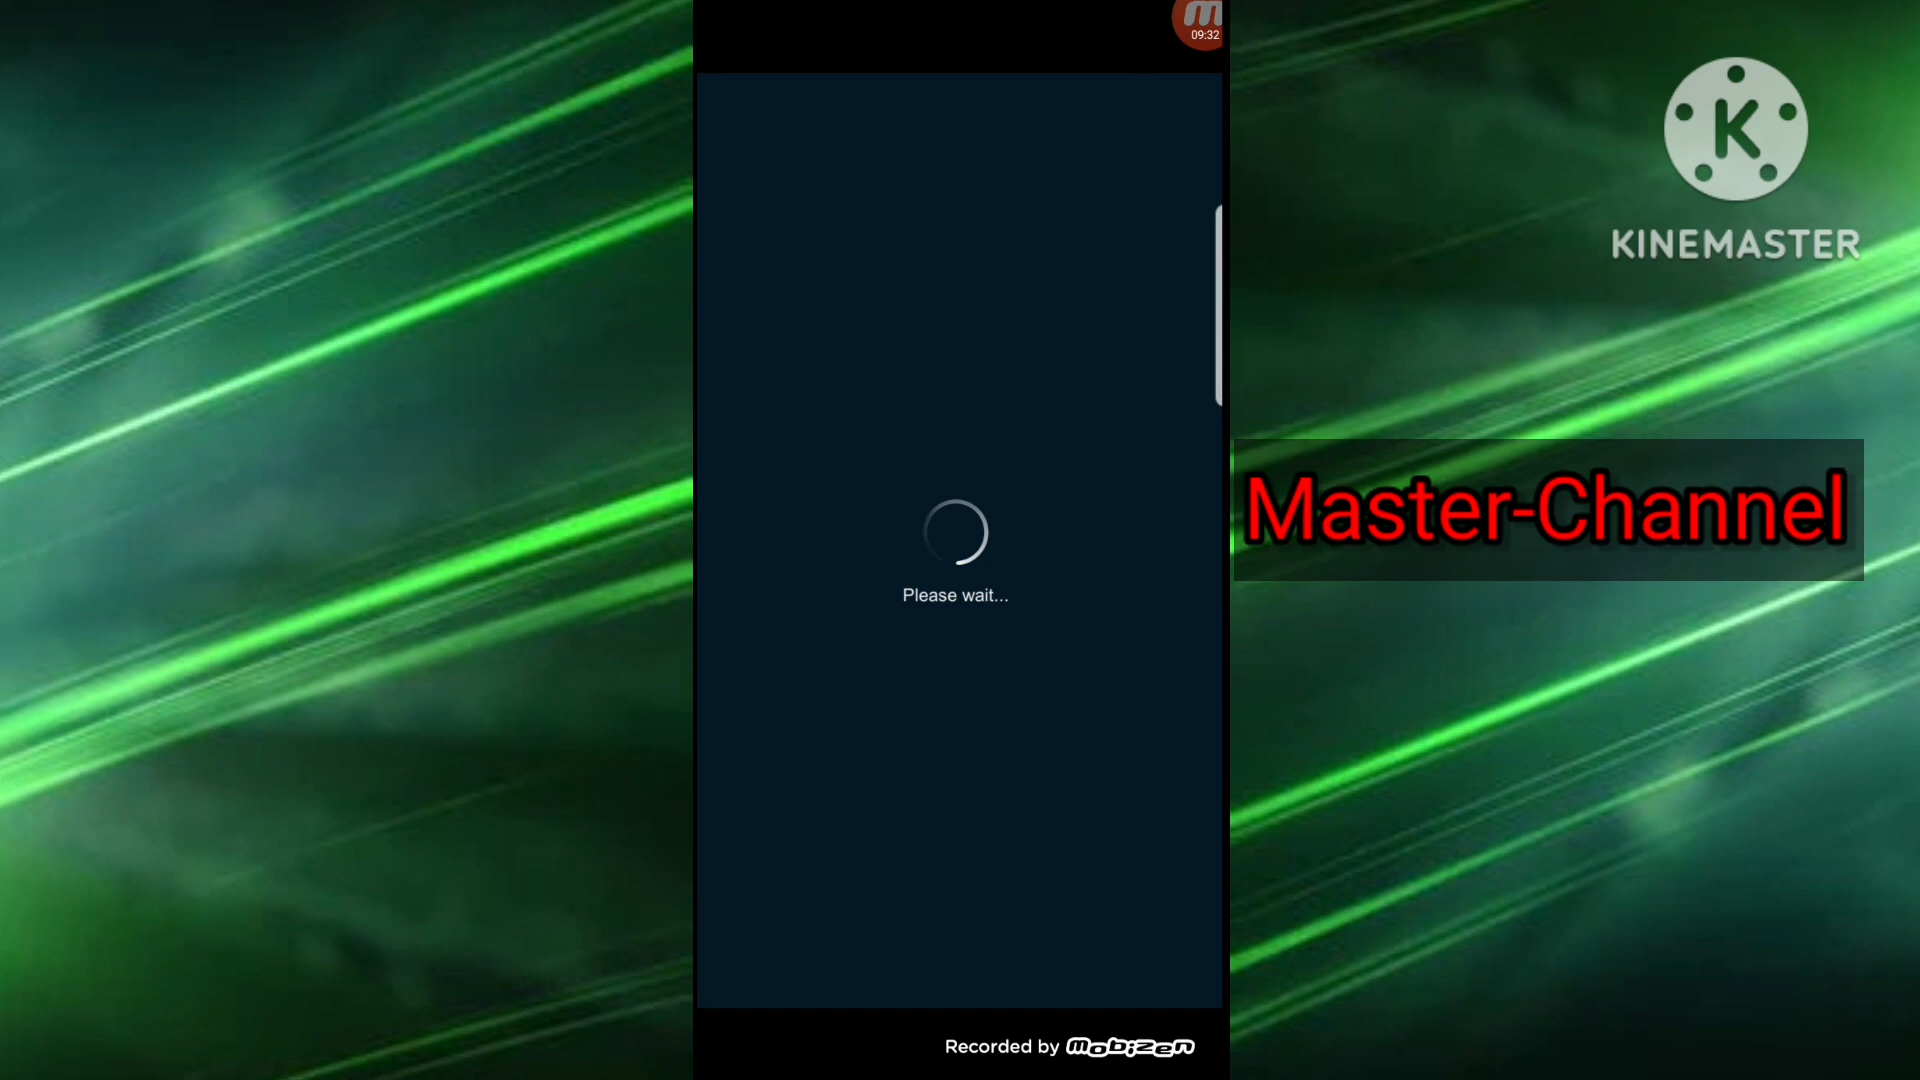 09:32
K
KINEMASTER
Master-Channel
Please wait...
Recorded by mobizen